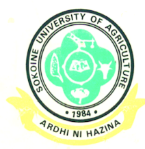 SOKOINE UNIVERSITY OF AGRICULTURE
• 1984 •
ARDHI NI HAZINA